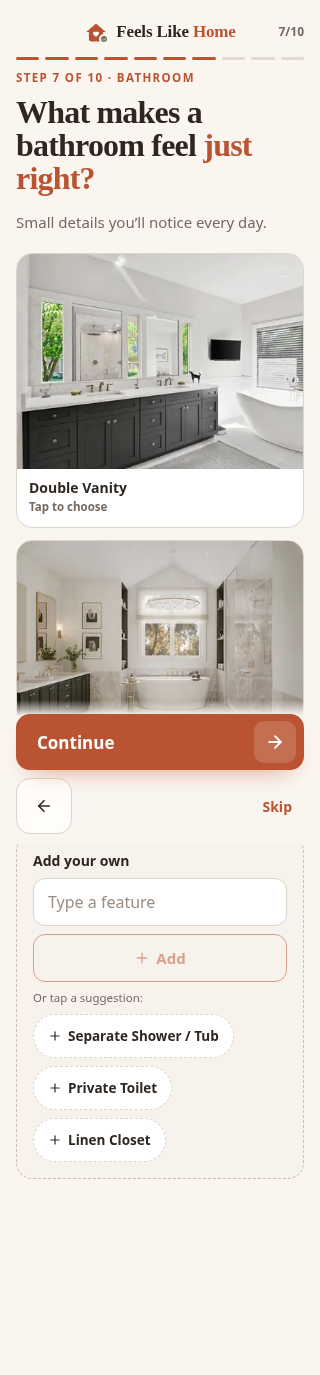 Feels Like Home
7/10
STEP 7 OF 10 · BATHROOM
What makes a
bathroom feel just
right?
Small details you’ll notice every day.
Double Vanity
Tap to choose
Continue
Skip
Add your own
Type a feature
+ Add
Or tap a suggestion:
+ Separate Shower / Tub
+ Private Toilet
+ Linen Closet